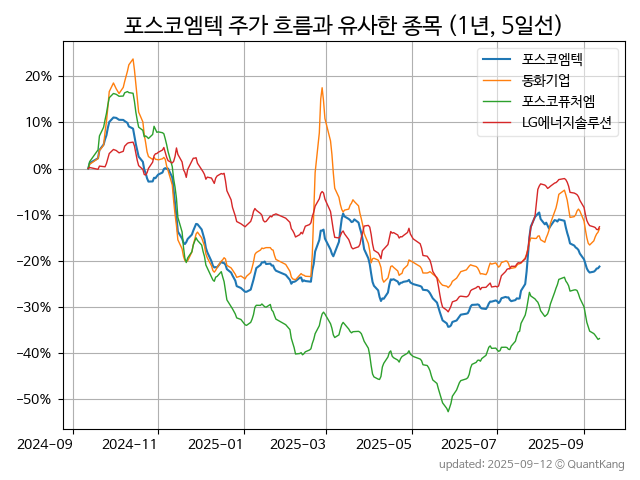 포스코엠텍 주가 흐름과 유사한 종목 (1년, 5일선)
포스코엠텍
동화기업
포스코퓨처엠
LG에너지솔루션
20%
10%
0%
−10%
−20%
−30%
−40%
−50%
2024-09 2024-11 2025-01 2025-03 2025-05 2025-07 2025-09
updated: 2025-09-12 © QuantKang